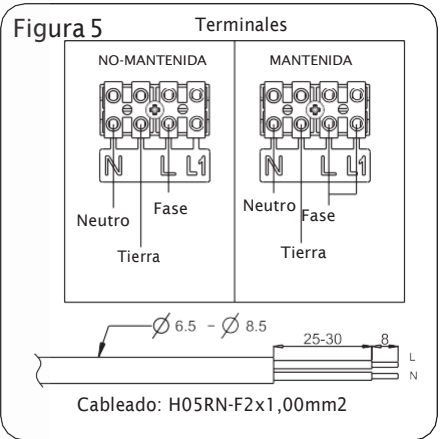 Figura 5
Terminales
NO-MANTENIDA
MANTENIDA
N L L1
N L L1
Neutro
Fase
Tierra
Neutro
Fase
Tierra
Ø 6.5 - Ø 8.5
25-30
8
L
N
Cableado: H05RN-F2x1,00mm2